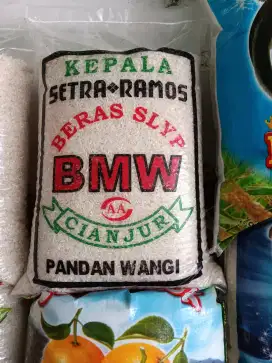 KEPALA
SETRA RAMOS
BERAS SLYP
BMW
AA
CIANJUR
PANDAN WANGI